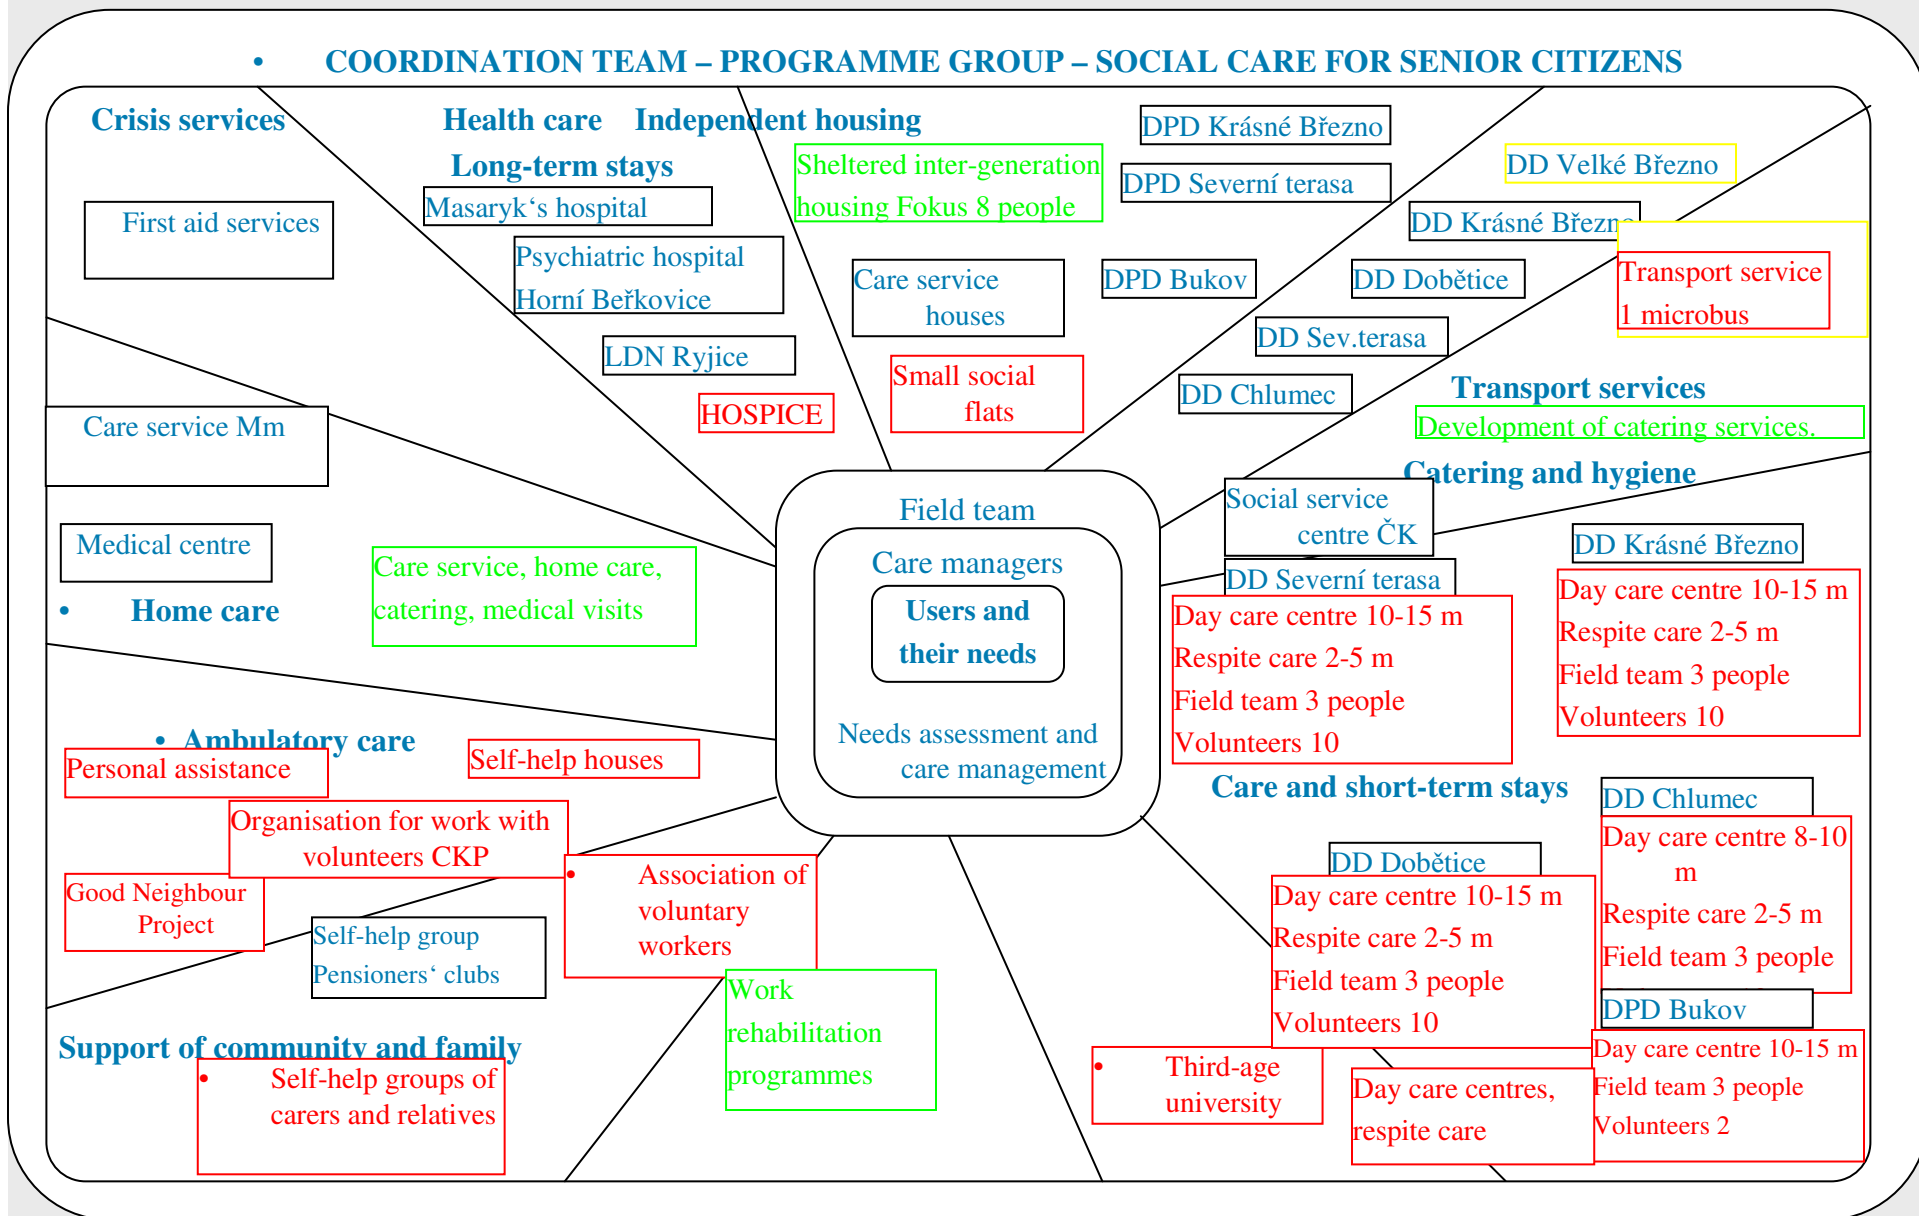 • COORDINATION TEAM – PROGRAMME GROUP – SOCIAL CARE FOR SENIOR CITIZENS
Crisis services
First aid services
Health care
Long-term stays
Masaryk‘s hospital
Psychiatric hospital
Horní Beřkovice
LDN Ryjice
HOSPICE
Independent housing
Sheltered inter-generation
housing Fokus 8 people
Care service
houses
Small social
flats
DPD Krásné Březno
DPD Severní terasa
DPD Bukov
DD Velké Březno
DD Krásné Březno
DD Dobětice
DD Sev.terasa
DD Chlumec
Transport service
1 microbus
Transport services
Development of catering services.
Catering and hygiene
Social service
centre ČK
DD Severní terasa
Day care centre 10-15 m
Respite care 2-5 m
Field team 3 people
Volunteers 10
DD Krásné Březno
Day care centre 10-15 m
Respite care 2-5 m
Field team 3 people
Volunteers 10
Care and short-term stays
DD Chlumec
Day care centre 8-10
m
Respite care 2-5 m
Field team 3 people
DD Dobětice
Day care centre 10-15 m
Respite care 2-5 m
Field team 3 people
Volunteers 10
DPD Bukov
Day care centre 10-15 m
Field team 3 people
Volunteers 2
Day care centres,
respite care
• Third-age
university
Field team
Care managers
Users and
their needs
Needs assessment and
care management
Care service Mm
Medical centre
• Home care
Care service, home care,
catering, medical visits
• Ambulatory care
Personal assistance
Self-help houses
Organisation for work with
volunteers CKP
Good Neighbour
Project
• Association of
voluntary
workers
Self-help group
Pensioners‘ clubs
Work
rehabilitation
programmes
Support of community and family
• Self-help groups of
carers and relatives